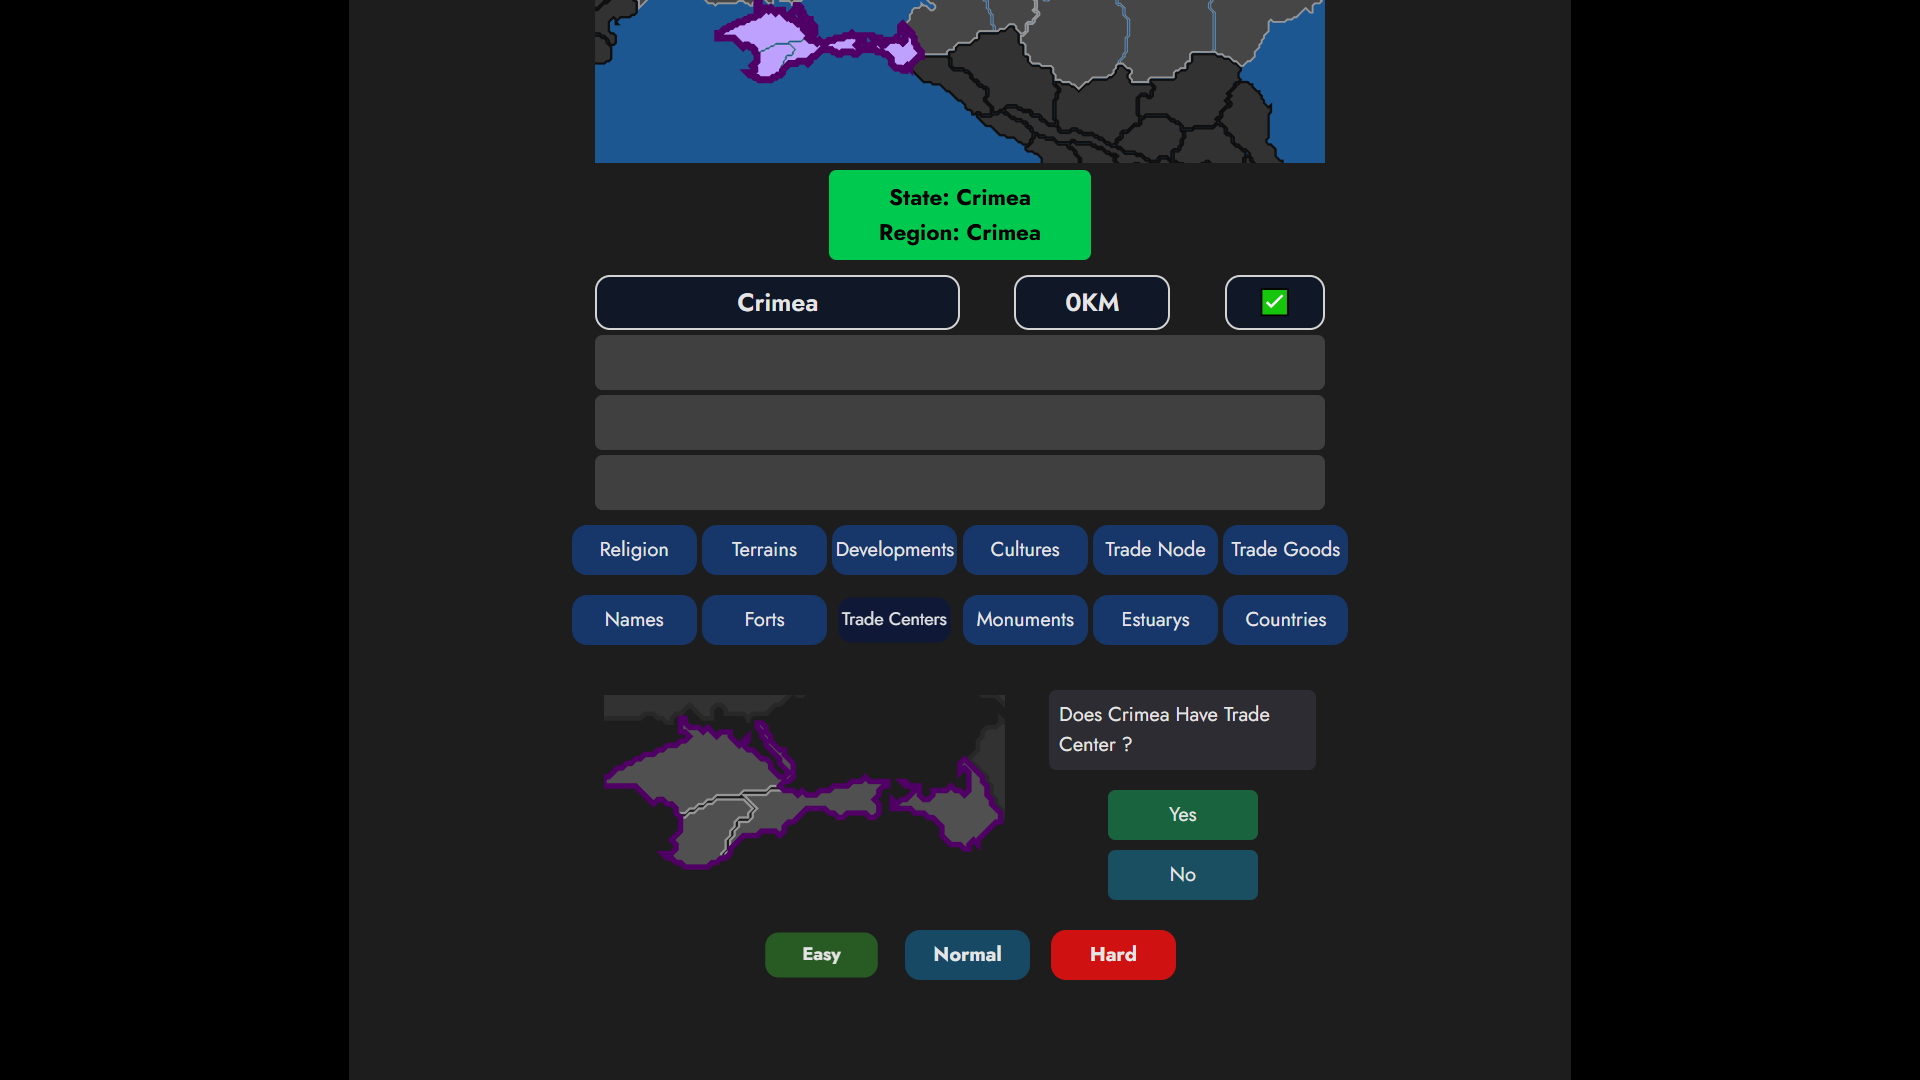 State: Crimea
Region: Crimea
Crimea 0KM
Religion Terrains Developments Cultures Trade Node Trade Goods
Names Forts Trade Centers Monuments Estuarys Countries
Does Crimea Have Trade
Center ?
Yes
No
Easy Normal Hard